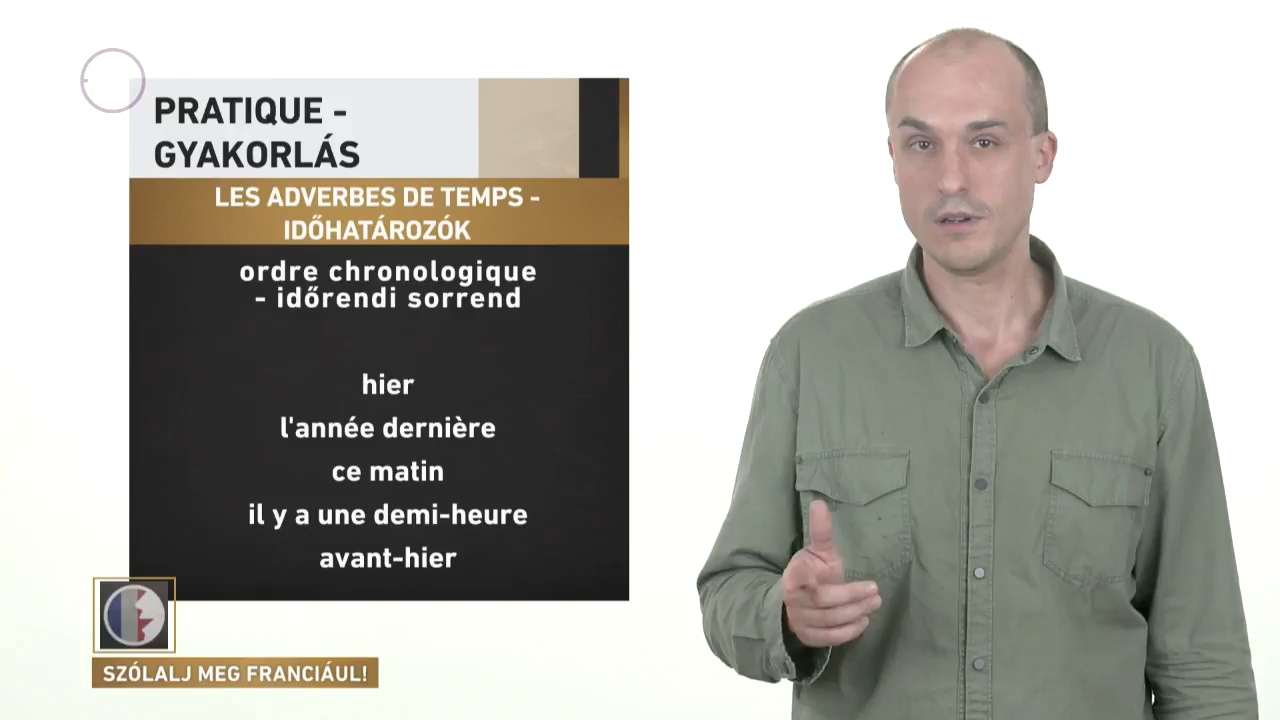 PRATIQUE -
GYAKORLÁS
LES ADVERBES DE TEMPS -
IDŐHATÁROZÓK
ordre chronologique
- időrendi sorrend
hier
l'année dernière
ce matin
il y a une demi-heure
avant-hier
SZÓLALJ MEG FRANCIÁUL!